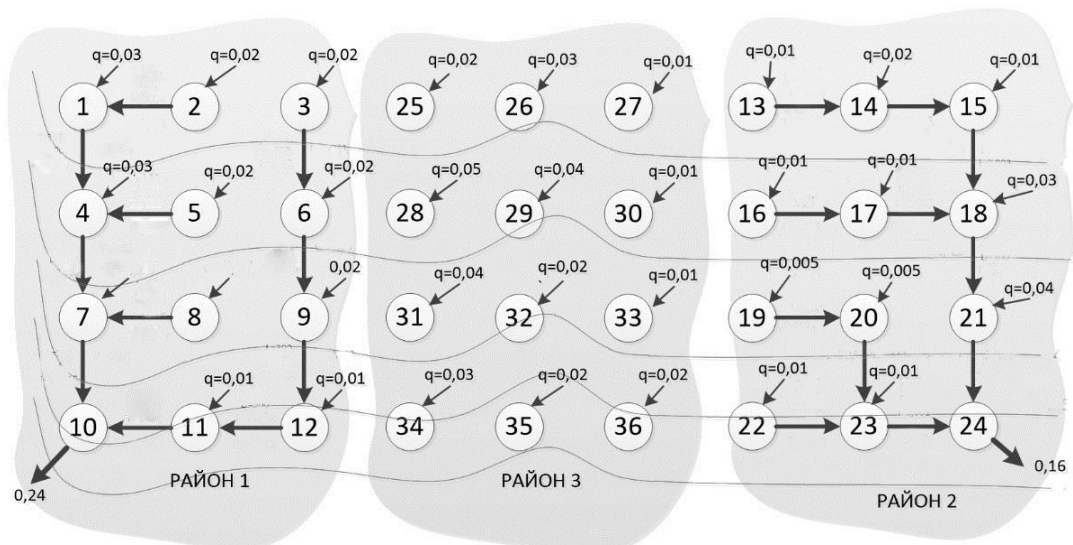 q=0,03 q=0,02 q=0,02 q=0,02 q=0,03 q=0,01 q=0,01 q=0,02 q=0,01
1 2 3 25 26 27 13 14 15
q=0,03 q=0,02 q=0,02 q=0,05 q=0,04 q=0,01 q=0,01 q=0,01 q=0,03
4 5 6 28 29 30 16 17 18
0,02 q=0,04 q=0,02 q=0,01 q=0,005 q=0,005 q=0,04
7 8 9 31 32 33 19 20 21
q=0,01 q=0,01 q=0,03 q=0,02 q=0,02 q=0,01 q=0,01
10 11 12 34 35 36 22 23 24
0,24 РАЙОН 1 РАЙОН 3 РАЙОН 2 0,16